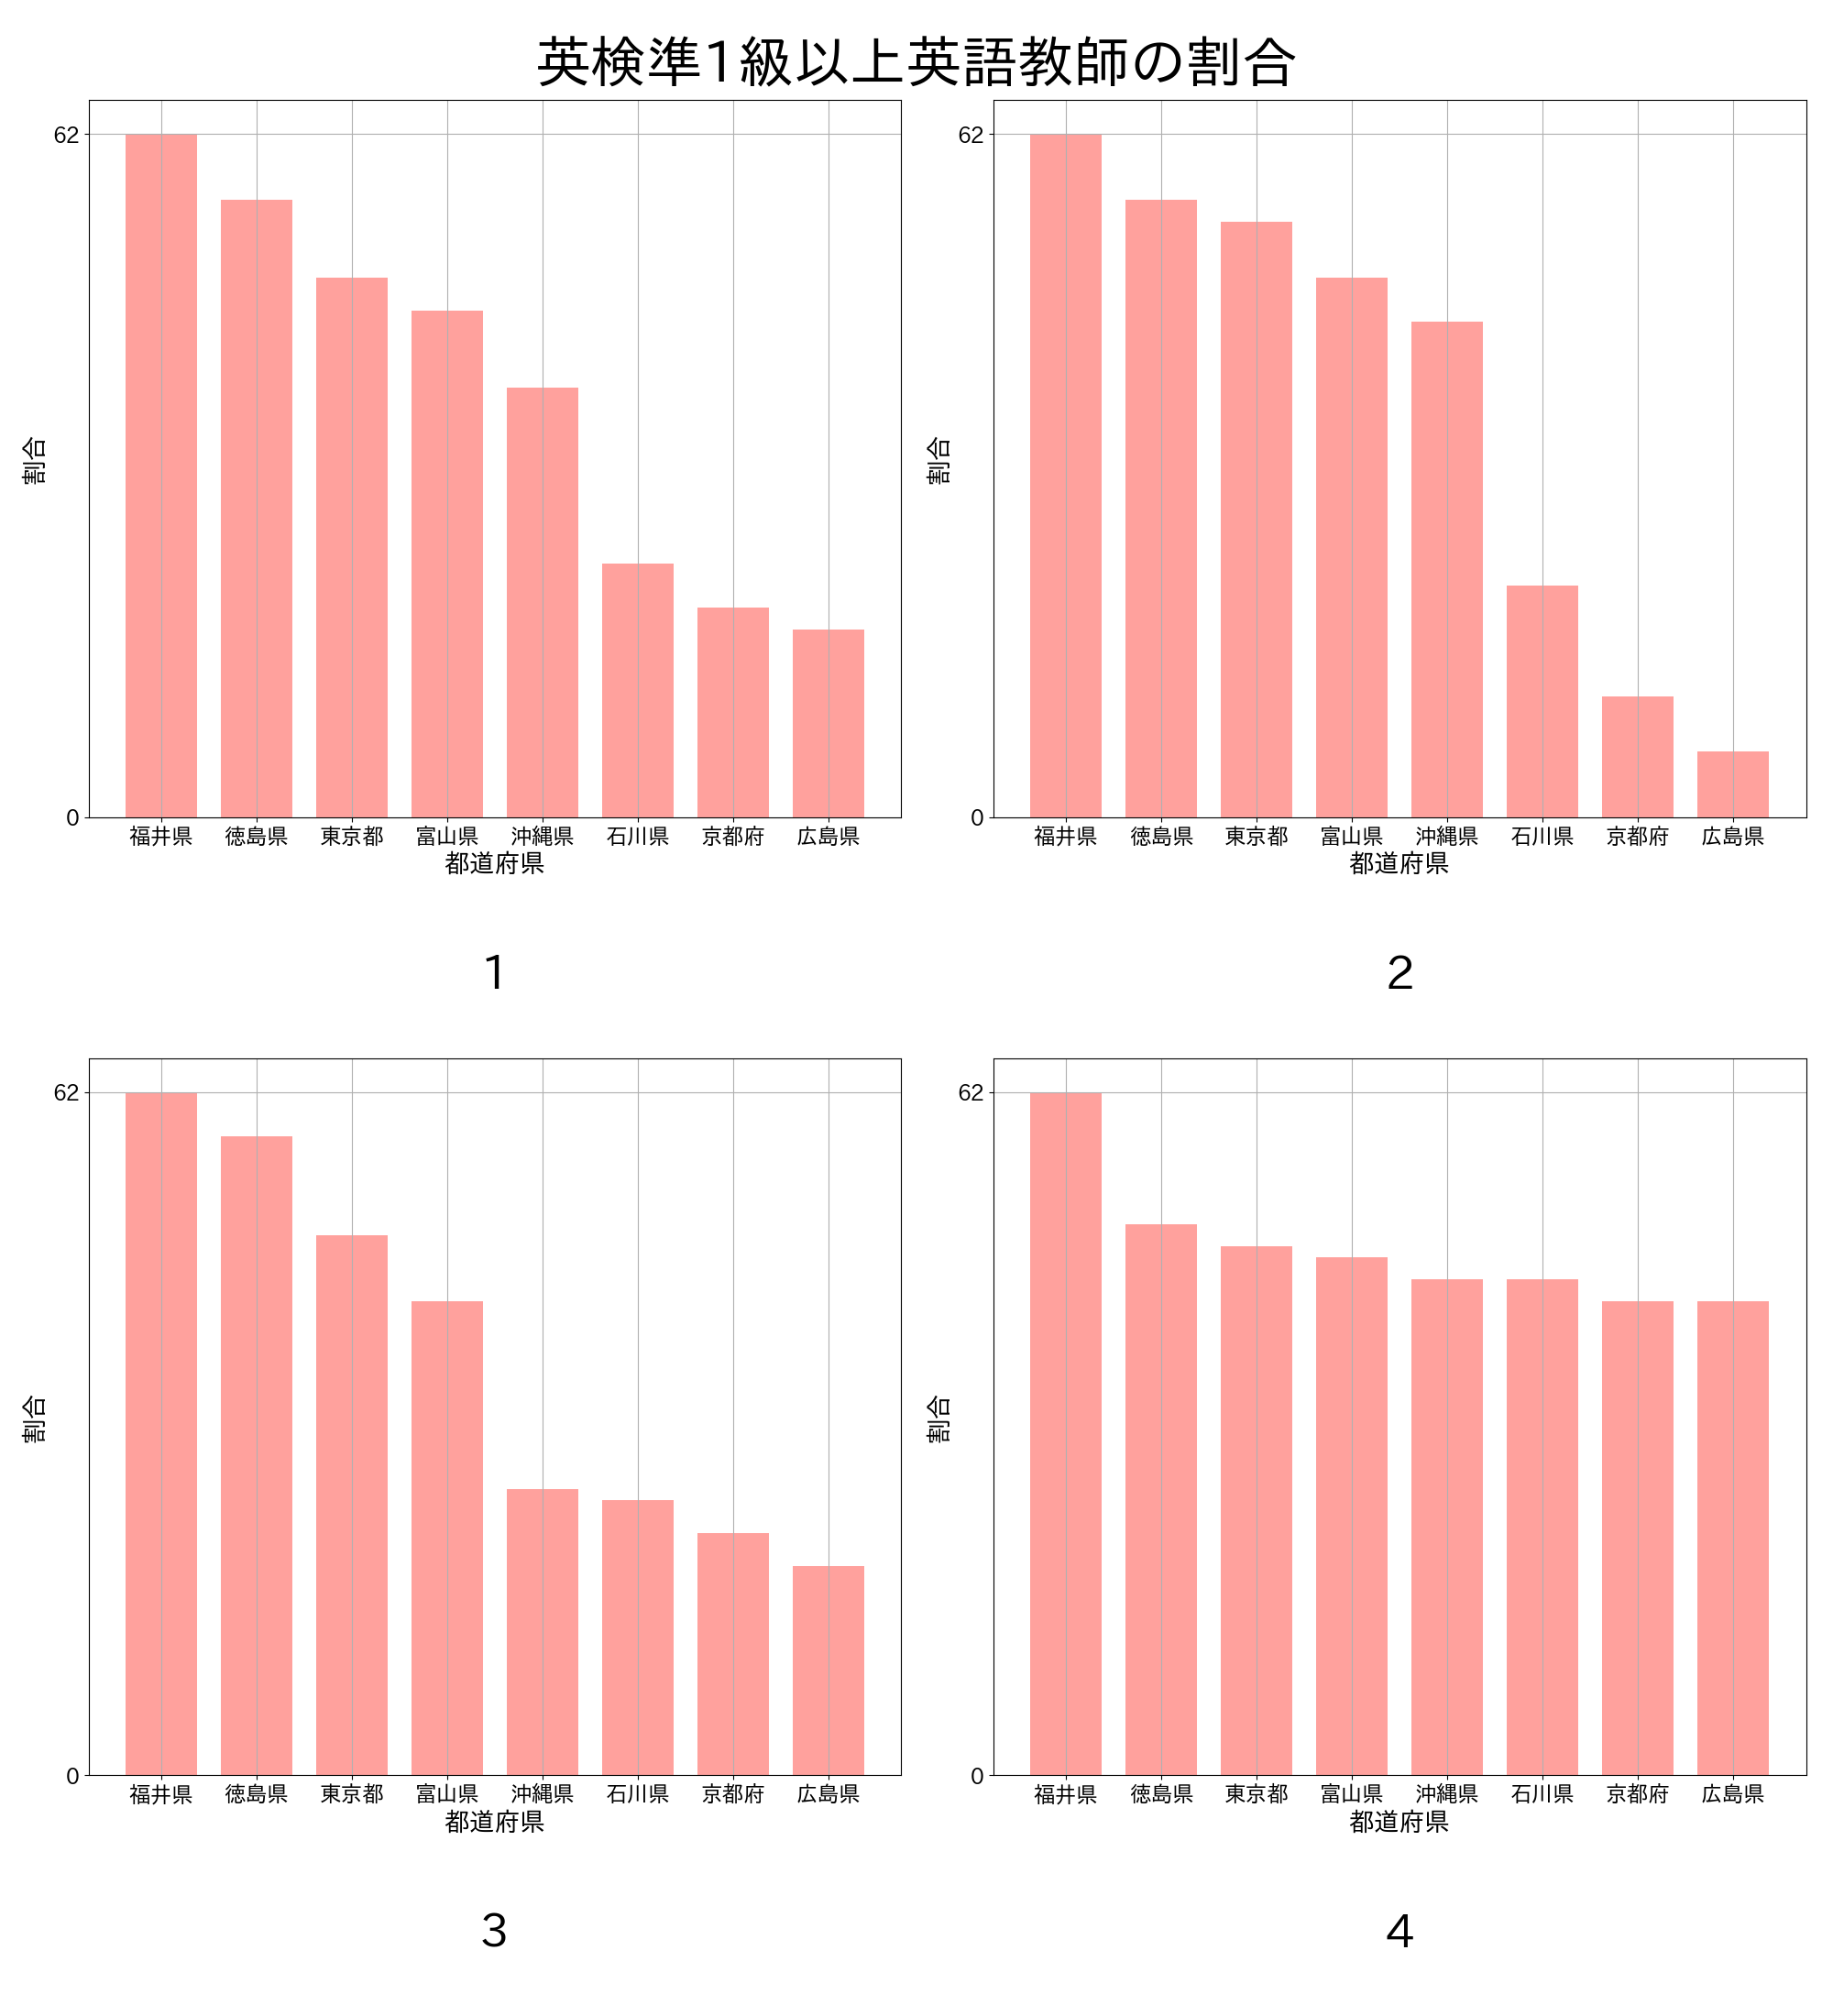 英検準1級以上英語教師の割合
62
0
割合
福井県 徳島県 東京都 富山県 沖縄県 石川県 京都府 広島県
都道府県
1
62
0
割合
福井県 徳島県 東京都 富山県 沖縄県 石川県 京都府 広島県
都道府県
2
62
0
割合
福井県 徳島県 東京都 富山県 沖縄県 石川県 京都府 広島県
都道府県
3
62
0
割合
福井県 徳島県 東京都 富山県 沖縄県 石川県 京都府 広島県
都道府県
4